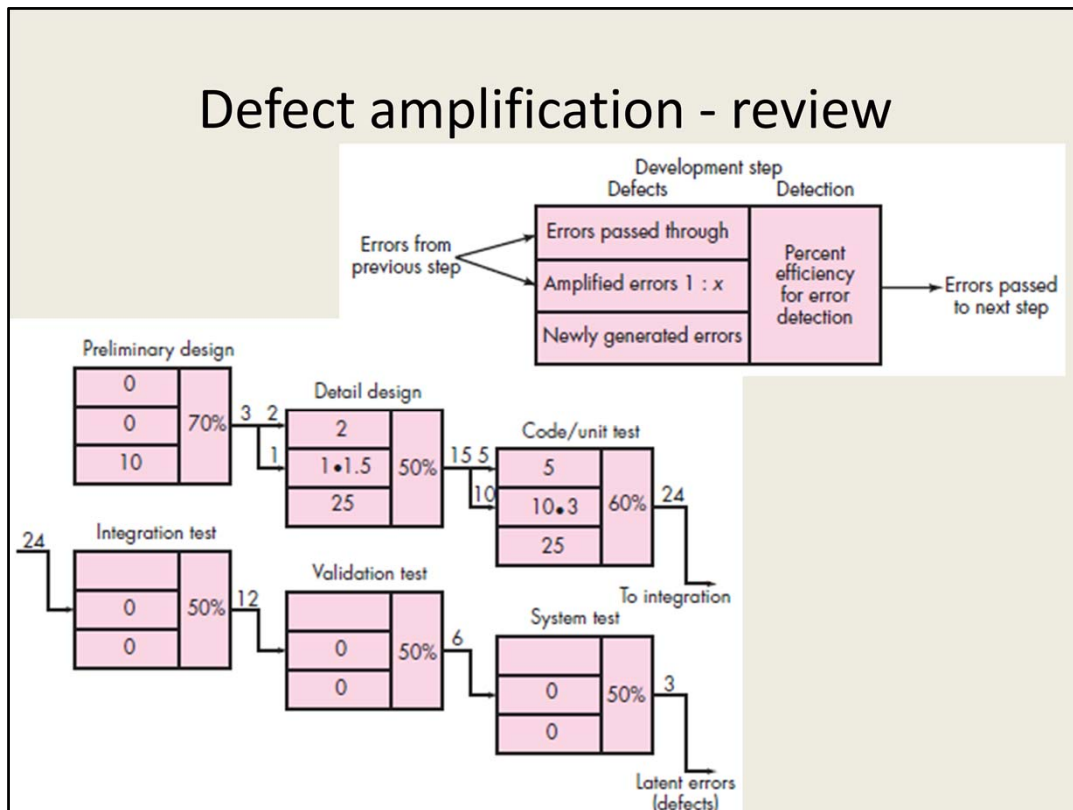 Defect amplification - review
Development step
Defects Detection
Errors from
previous step
Errors passed through
Amplified errors 1 : x
Newly generated errors
Percent
efficiency
for error
detection
Errors passed
to next step
Preliminary design
0
0
10
70%
3 2
1
Detail design
2
1•1.5
25
50%
15 5
10
Code/unit test
5
10•3
25
60%
24
To integration
24
Integration test
0
0
50%
12
Validation test
0
0
50%
6
System test
0
0
50%
3
Latent errors
(defects)